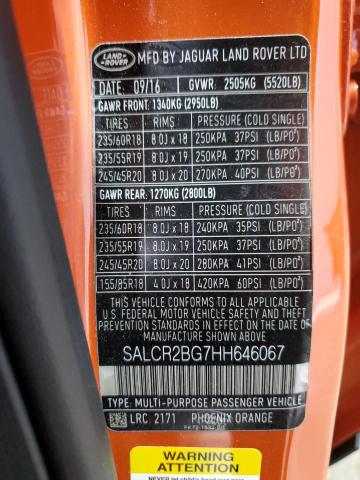 LAND ROVER
MFD BY JAGUAR LAND ROVER LTD
DATE: 09/16 GVWR. 2505KG (5520LB)
GAWR FRONT: 1340KG (2950LB)
TIRES RIMS PRESSURE (COLD SINGLE)
235/60R18 8.0J x 18 250KPA 37PSI (LB/PO²)
235/55R19 8.0J x 19 250KPA 37PSI (LB/PO²)
245/45R20 8.0J x 20 270KPA 40PSI (LB/PO²)
GAWR REAR: 1270KG (2800LB)
TIRES RIMS PRESSURE (COLD SINGLE)
235/60R18 8.0J x 18 240KPA 35PSI (LB/PO²)
235/55R19 8.0J x 19 250KPA 37PSI (LB/PO²)
245/45R20 8.0J x 20 280KPA 41PSI (LB/PO²)
155/85R18 4.0J x 18 420KPA 60PSI (LB/PO²)
THIS VEHICLE CONFORMS TO ALL APPLICABLE
U.S. FEDERAL MOTOR VEHICLE SAFETY AND
THEFT PREVENTION STANDARDS IN EFFECT ON THE DATE OF MANUFACTURE
SHOWN ABOVE
SALCR2BG7HH646067
TYPE: MULTI-PURPOSE PASSENGER VEHICLE
LRC: 2171 PHOENIX ORANGE